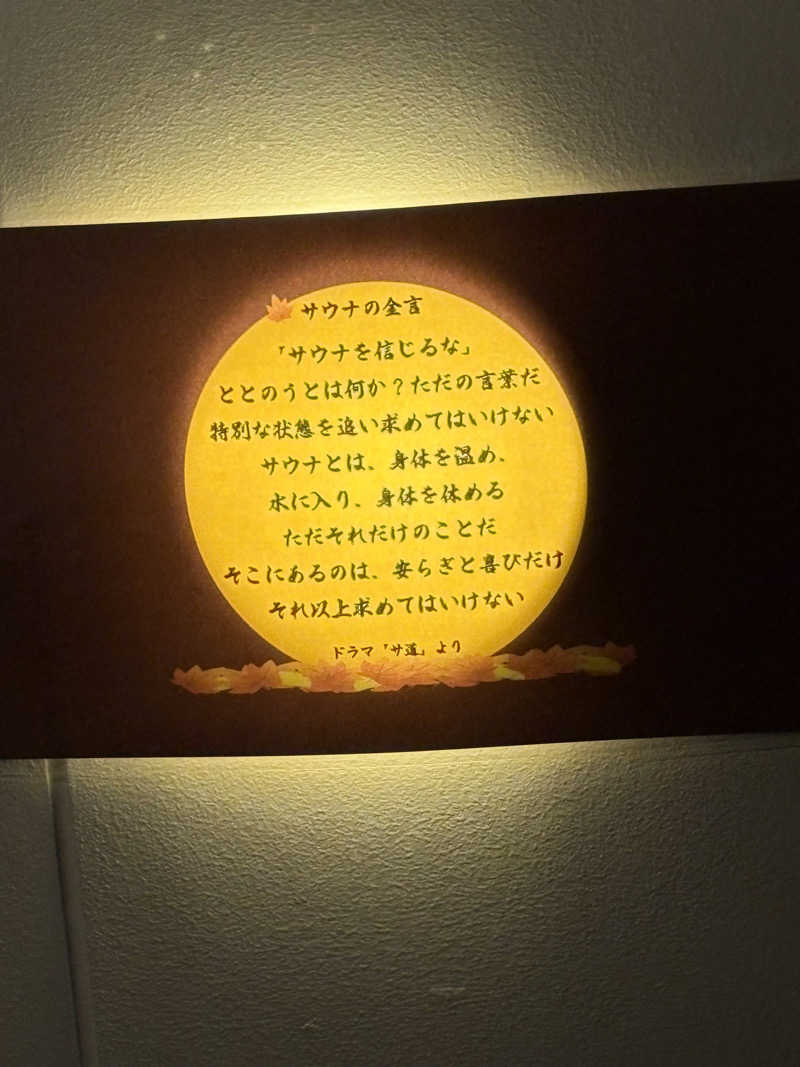 サウナの金言
「サウナを信じるな」
ととのうとは何か？ただの言葉だ
特別な状態を追い求めてはいけない
サウナとは、身体を温め、
水に入り、身体を休める
ただそれだけのことだ
そこにあるのは、安らぎと喜びだけ
それ以上求めてはいけない
ドラマ「サ道」より